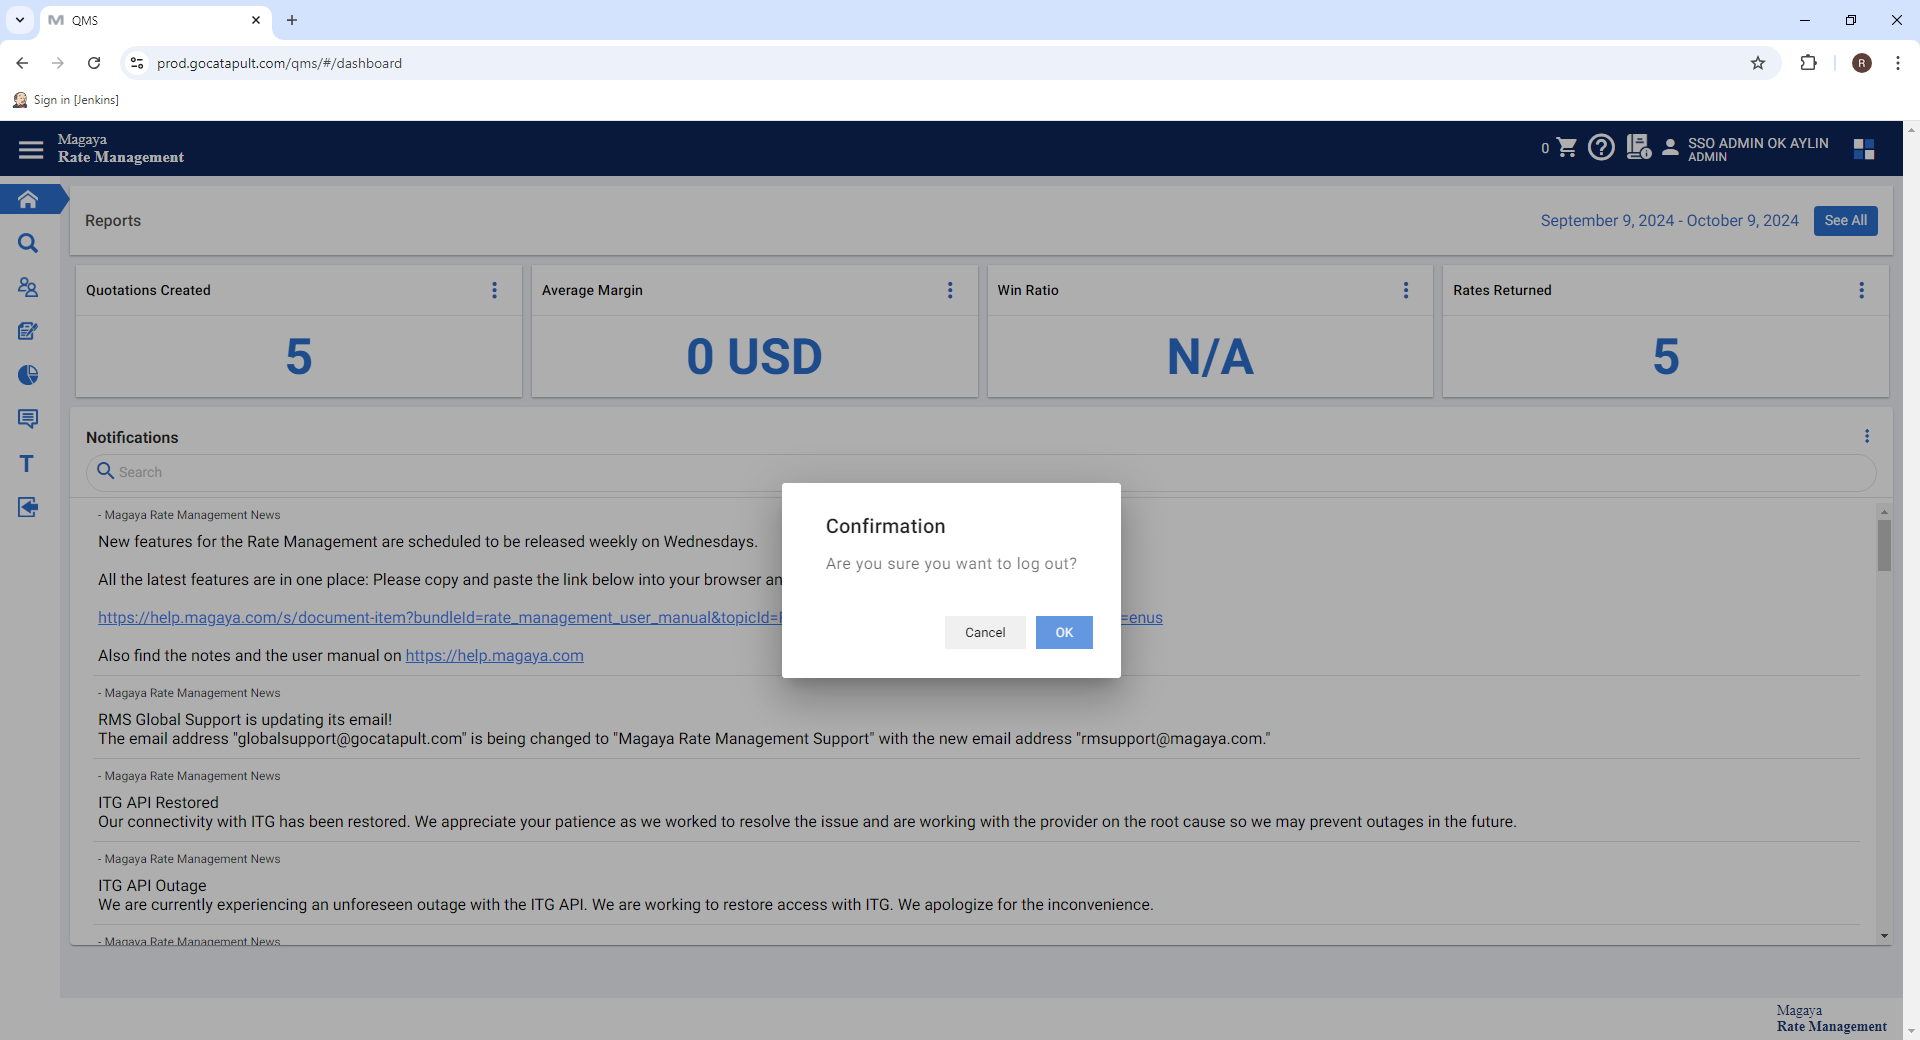 QMS
prod.gocatapult.com/qms/#/dashboard
R
Sign in [Jenkins]
Magaya
Rate Management
0
SSO ADMIN OK AYLIN
ADMIN
Reports
September 9, 2024 - October 9, 2024
See All
Quotations Created
Average Margin
Win Ratio
Rates Returned
5
0 USD
N/A
5
Notifications
Search
- Magaya Rate Management News
New features for the Rate Management are scheduled to be released weekly on Wednesdays.
All the latest features are in one place: Please copy and paste the link below into your browser an
https://help.magaya.com/s/document-item?bundleId=rate_management_user_manual&topicId= =enus
Also find the notes and the user manual on https://help.magaya.com
Confirmation
Are you sure you want to log out?
Cancel
OK
- Magaya Rate Management News
RMS Global Support is updating its email!
The email address "globalsupport@gocatapult.com" is being changed to "Magaya Rate Management Support" with the new email address "rmsupport@magaya.com."
- Magaya Rate Management News
ITG API Restored
Our connectivity with ITG has been restored. We appreciate your patience as we worked to resolve the issue and are working with the provider on the root cause so we may prevent outages in the future.
- Magaya Rate Management News
ITG API Outage
We are currently experiencing an unforeseen outage with the ITG API. We are working to restore access with ITG. We apologize for the inconvenience.
- Magaya Rate Management News
T
Magaya
Rate Management